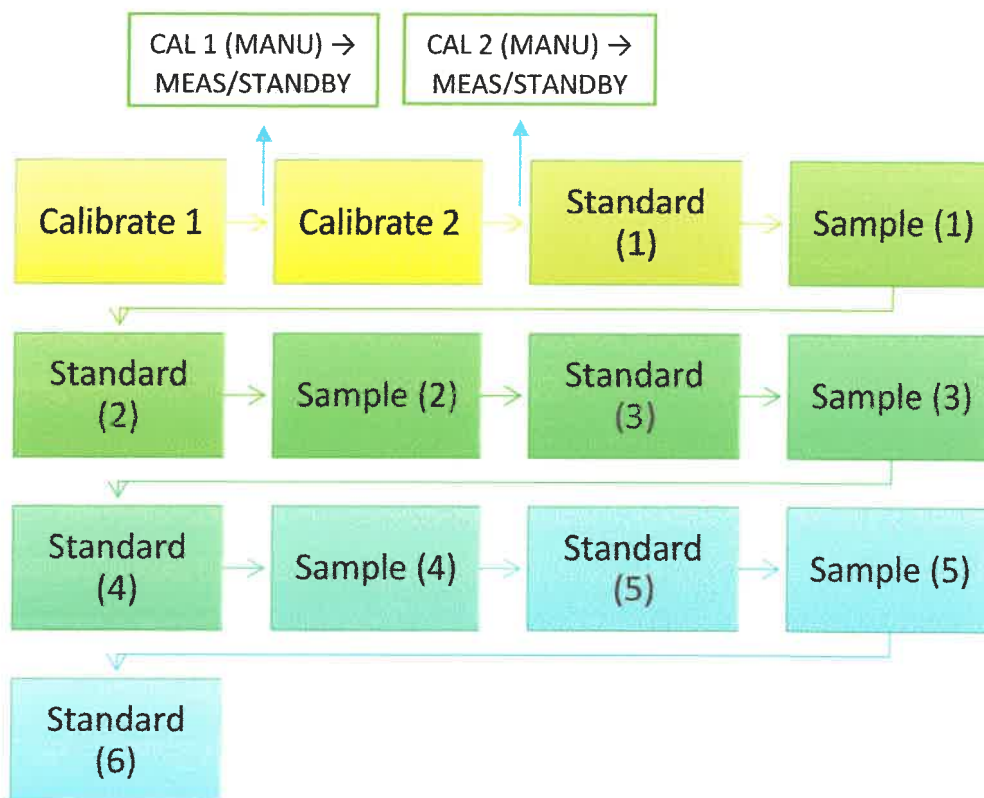 CAL 1 (MANU) →
MEAS/STANDBY
CAL 2 (MANU) →
MEAS/STANDBY
Calibrate 1
Calibrate 2
Standard
(1)
Sample (1)
Standard
(2)
Sample (2)
Standard
(3)
Sample (3)
Standard
(4)
Sample (4)
Standard
(5)
Sample (5)
Standard
(6)